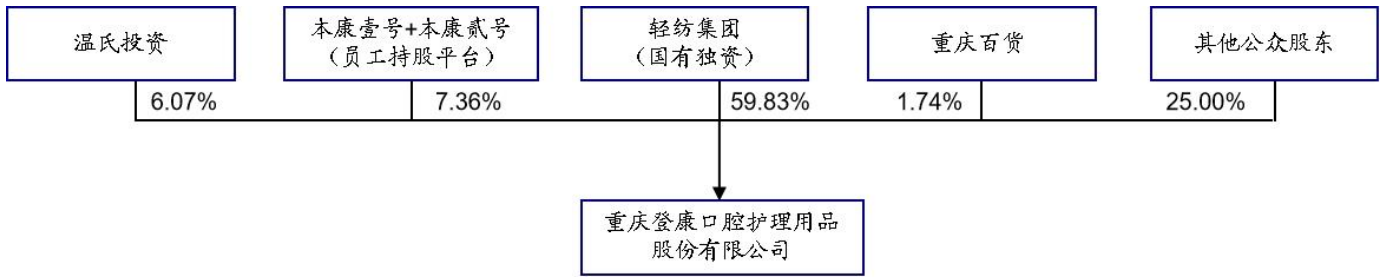 温氏投资
本康壹号+本康贰号
（员工持股平台）
轻纺集团
（国有独资）
重庆百货
其他公众股东
6.07%
7.36%
59.83%
1.74%
25.00%
重庆登康口腔护理用品
股份有限公司